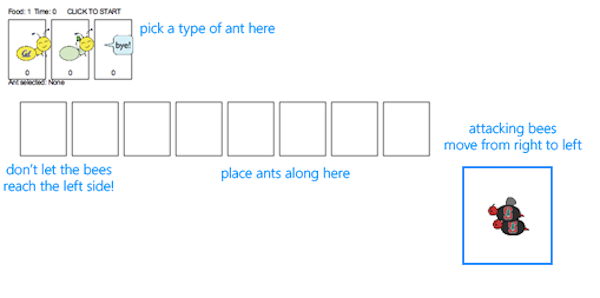 Food: 1 Time: 0 CLICK TO START
pick a type of ant here
bye!
0 0 0
Ant selected: None
attacking bees
move from right to left
don't let the bees
reach the left side!
place ants along here